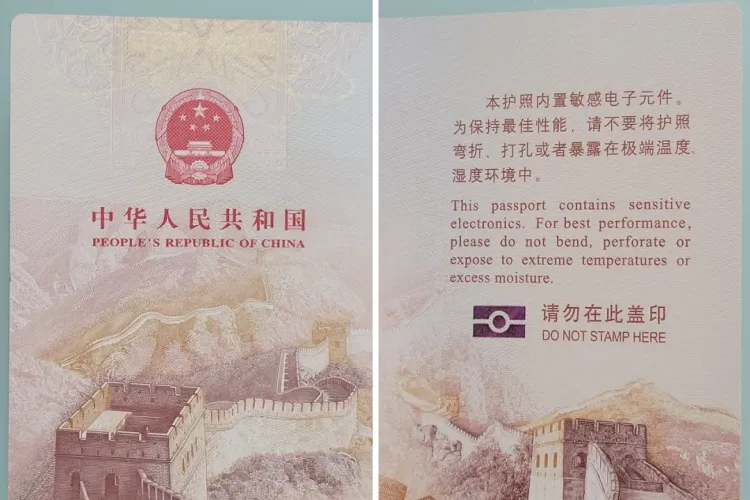 中华人民共和国
PEOPLE'S REPUBLIC OF CHINA
本护照内置敏感电子元件。
为保持最佳性能，请不要将护照
弯折、打孔或者暴露在极端温度、
湿度环境中。
This passport contains sensitive
electronics. For best performance,
please do not bend, perforate or
expose to extreme temperatures or
excess moisture.
请勿在此盖印
DO NOT STAMP HERE